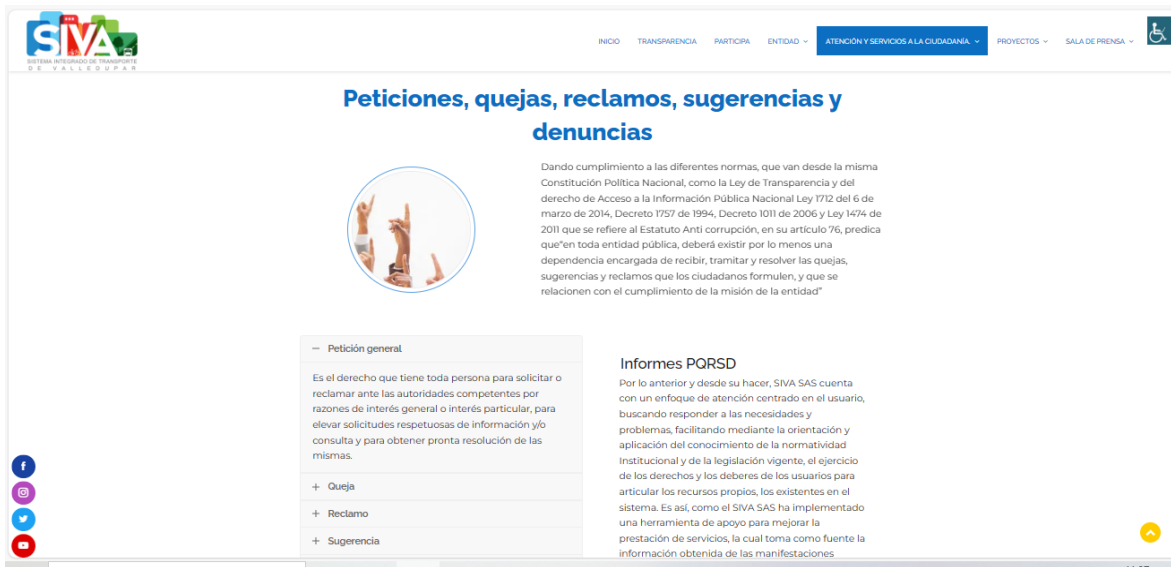 SIVA
SISTEMA INTEGRADO DE TRANSPORTE
DE VALLEDUPAR
INICIO TRANSPARENCIA PARTICIPA ENTIDAD ATENCIÓN Y SERVICIOS A LA CIUDADANÍA PROYECTOS SALA DE PRENSA
Peticiones, quejas, reclamos, sugerencias y
denuncias
Dando cumplimiento a las diferentes normas, que van desde la misma
Constitución Política Nacional, como la Ley de Transparencia y del
derecho de Acceso a la Información Pública Nacional Ley 1712 del 6 de
marzo de 2014, Decreto 1757 de 1994, Decreto 1011 de 2006 y Ley 1474 de
2011 que se refiere al Estatuto Anti corrupción, en su artículo 76, predica
que"en toda entidad pública, deberá existir por lo menos una
dependencia encargada de recibir, tramitar y resolver las quejas,
sugerencias y reclamos que los ciudadanos formulen, y que se
relacionen con el cumplimiento de la misión de la entidad"
— Petición general
Es el derecho que tiene toda persona para solicitar o
reclamar ante las autoridades competentes por
razones de interés general o interés particular, para
elevar solicitudes respetuosas de información y/o
consulta y para obtener pronta resolución de las
mismas.
+ Queja
+ Reclamo
+ Sugerencia
Informes PQRSD
Por lo anterior y desde su hacer, SIVA SAS cuenta
con un enfoque de atención centrado en el usuario,
buscando responder a las necesidades y
problemas, facilitando mediante la orientación y
aplicación del conocimiento de la normatividad
Institucional y de la legislación vigente, el ejercicio
de los derechos y los deberes de los usuarios para
articular los recursos propios, los existentes en el
sistema. Es así, como el SIVA SAS ha implementado
una herramienta de apoyo para mejorar la
prestación de servicios, la cual toma como fuente la
información obtenida de las manifestaciones